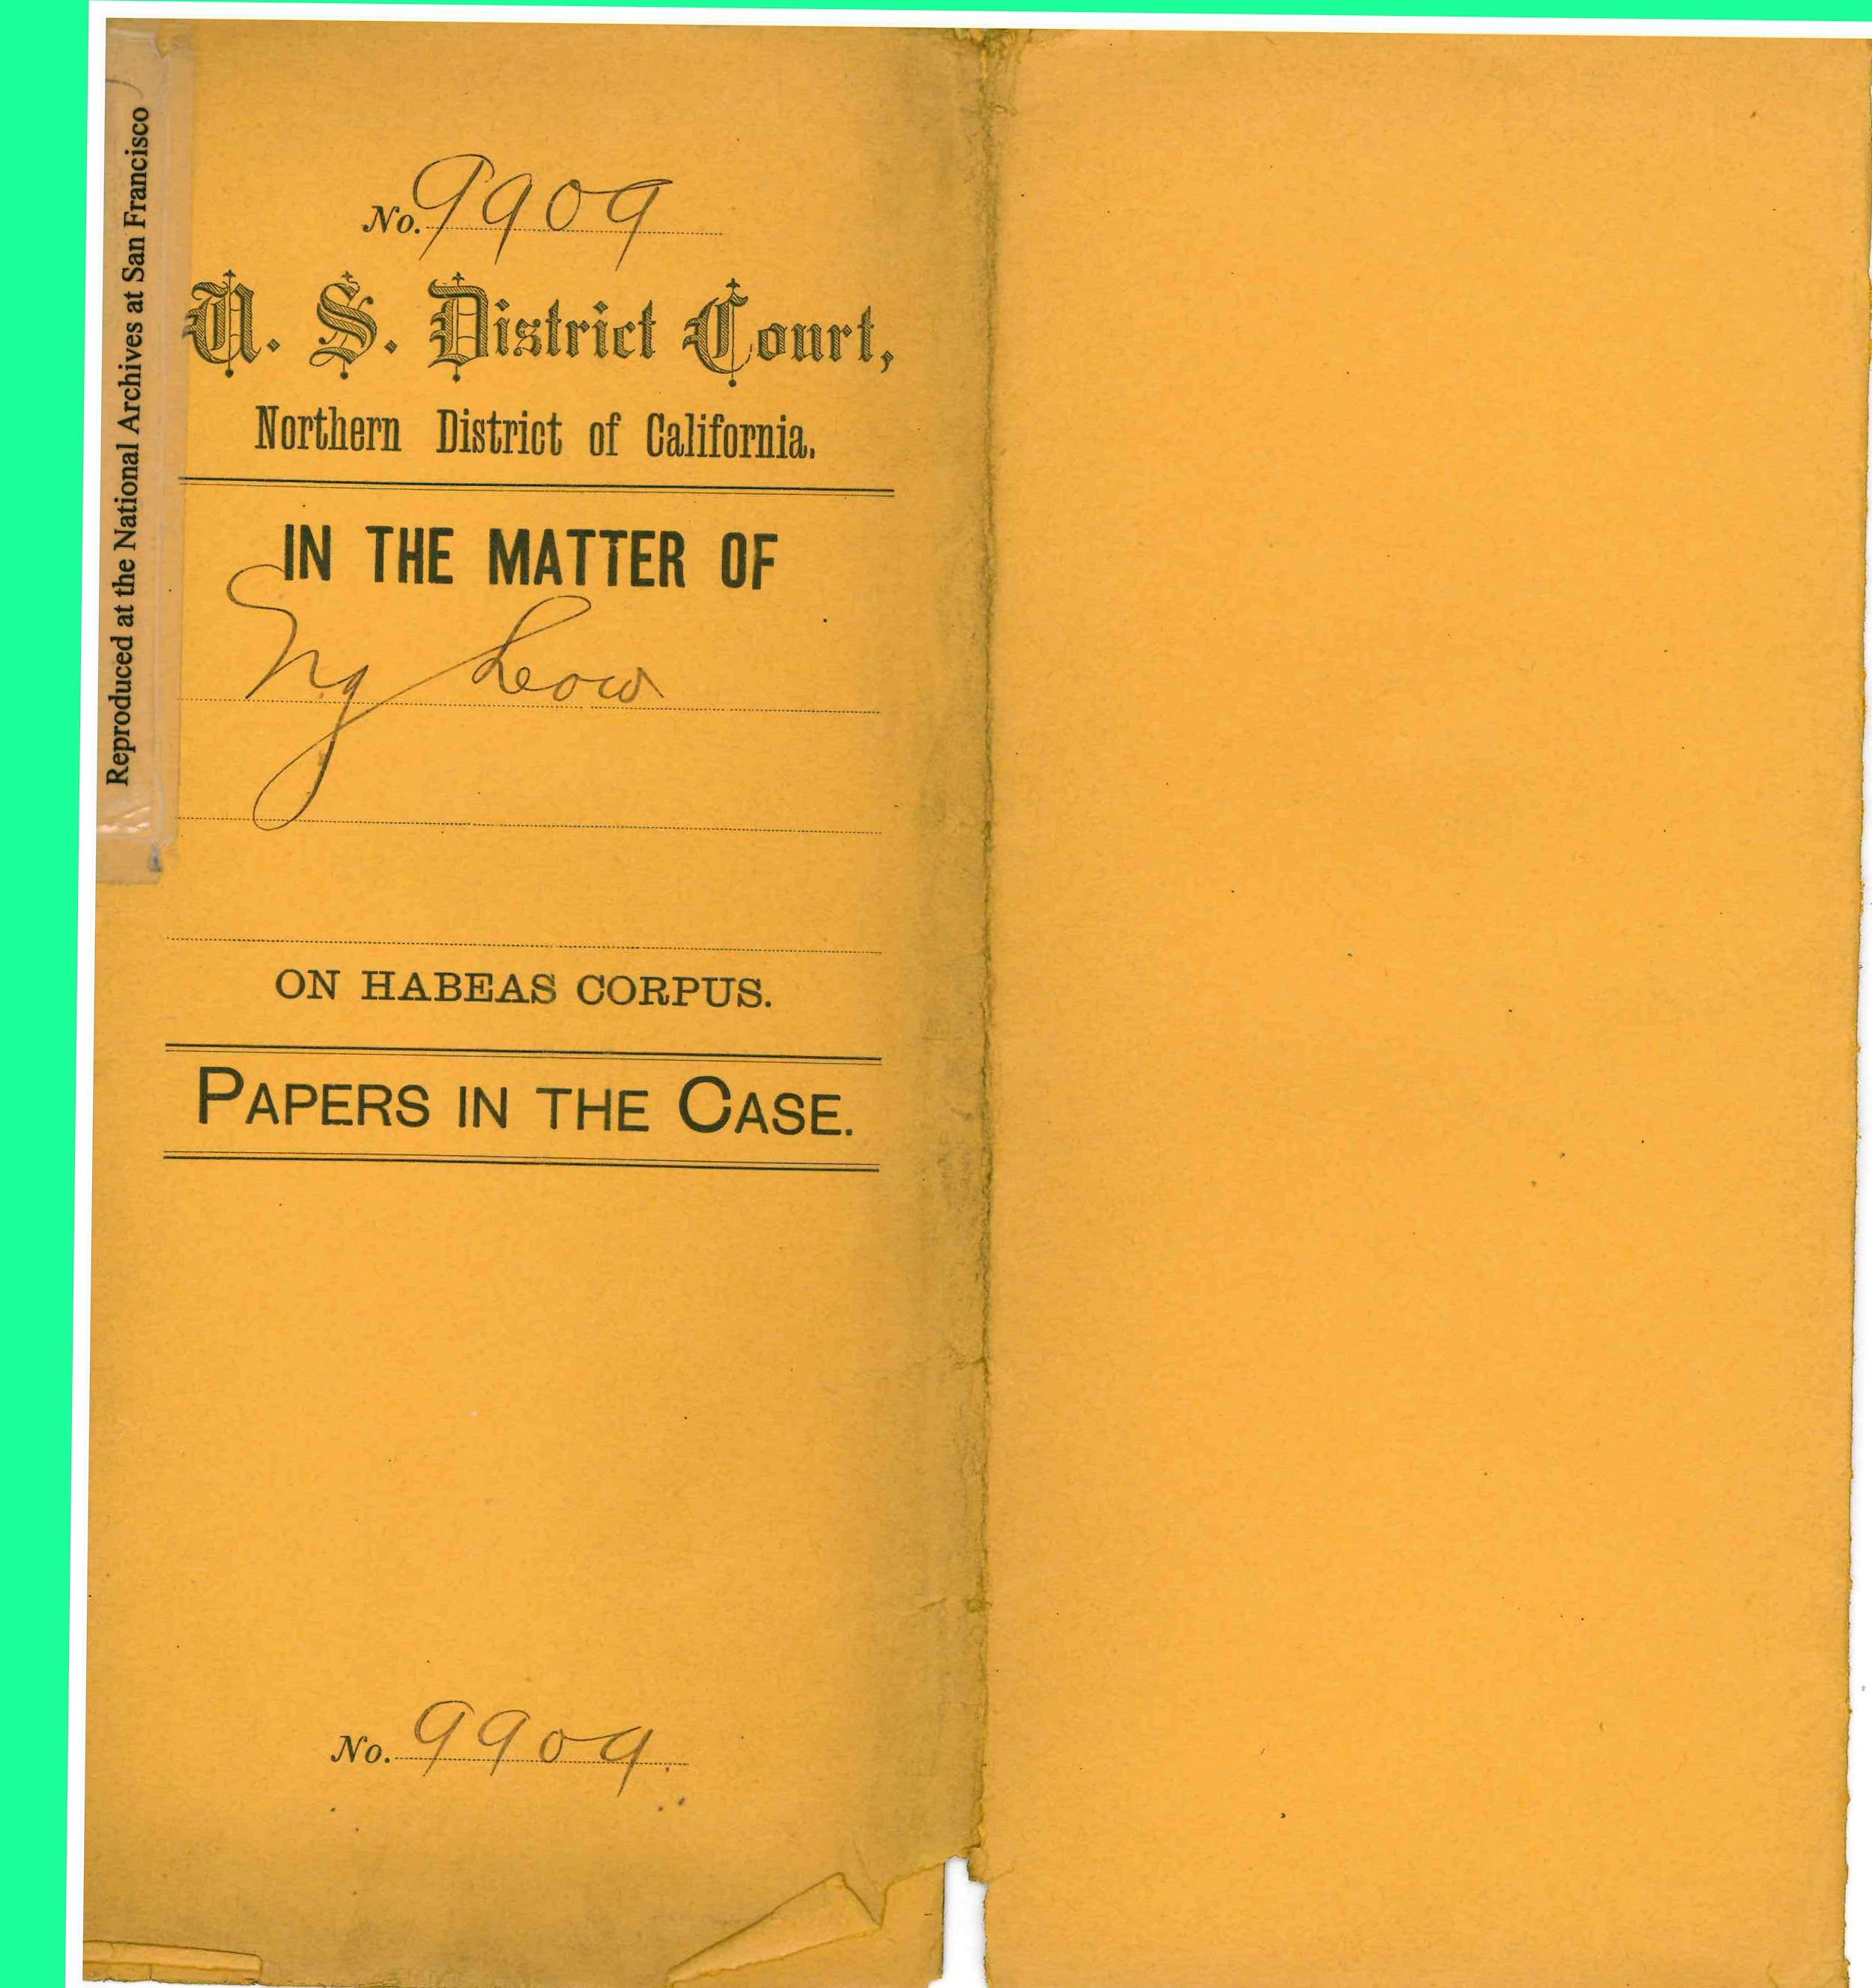 Reproduced at the National Archives at San Francisco
No. 9909
U. S. District Court,
Northern District of California.
IN THE MATTER OF
Ng Leow
ON HABEAS CORPUS.
PAPERS IN THE CASE.
No. 9909.